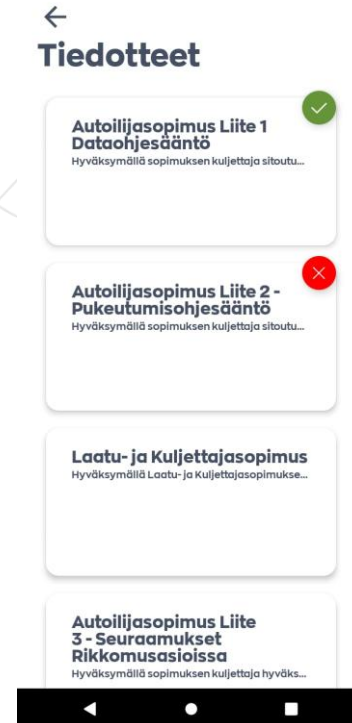 Tiedotteet
Autoilijasopimus Liite 1
Dataohjesääntö
Hyväksymällä sopimuksen kuljettaja sitoutu...
Autoilijasopimus Liite 2 -
Pukeutumisohjesääntö
Hyväksymällä sopimuksen kuljettaja sitoutu...
Laatu- ja Kuljettajasopimus
Hyväksymällä Laatu- ja Kuljettajasopimukse...
Autoilijasopimus Liite
3 - Seuraamukset
Rikkomusasioissa
Hyväksymällä sopimuksen kuljettaja hyväks...